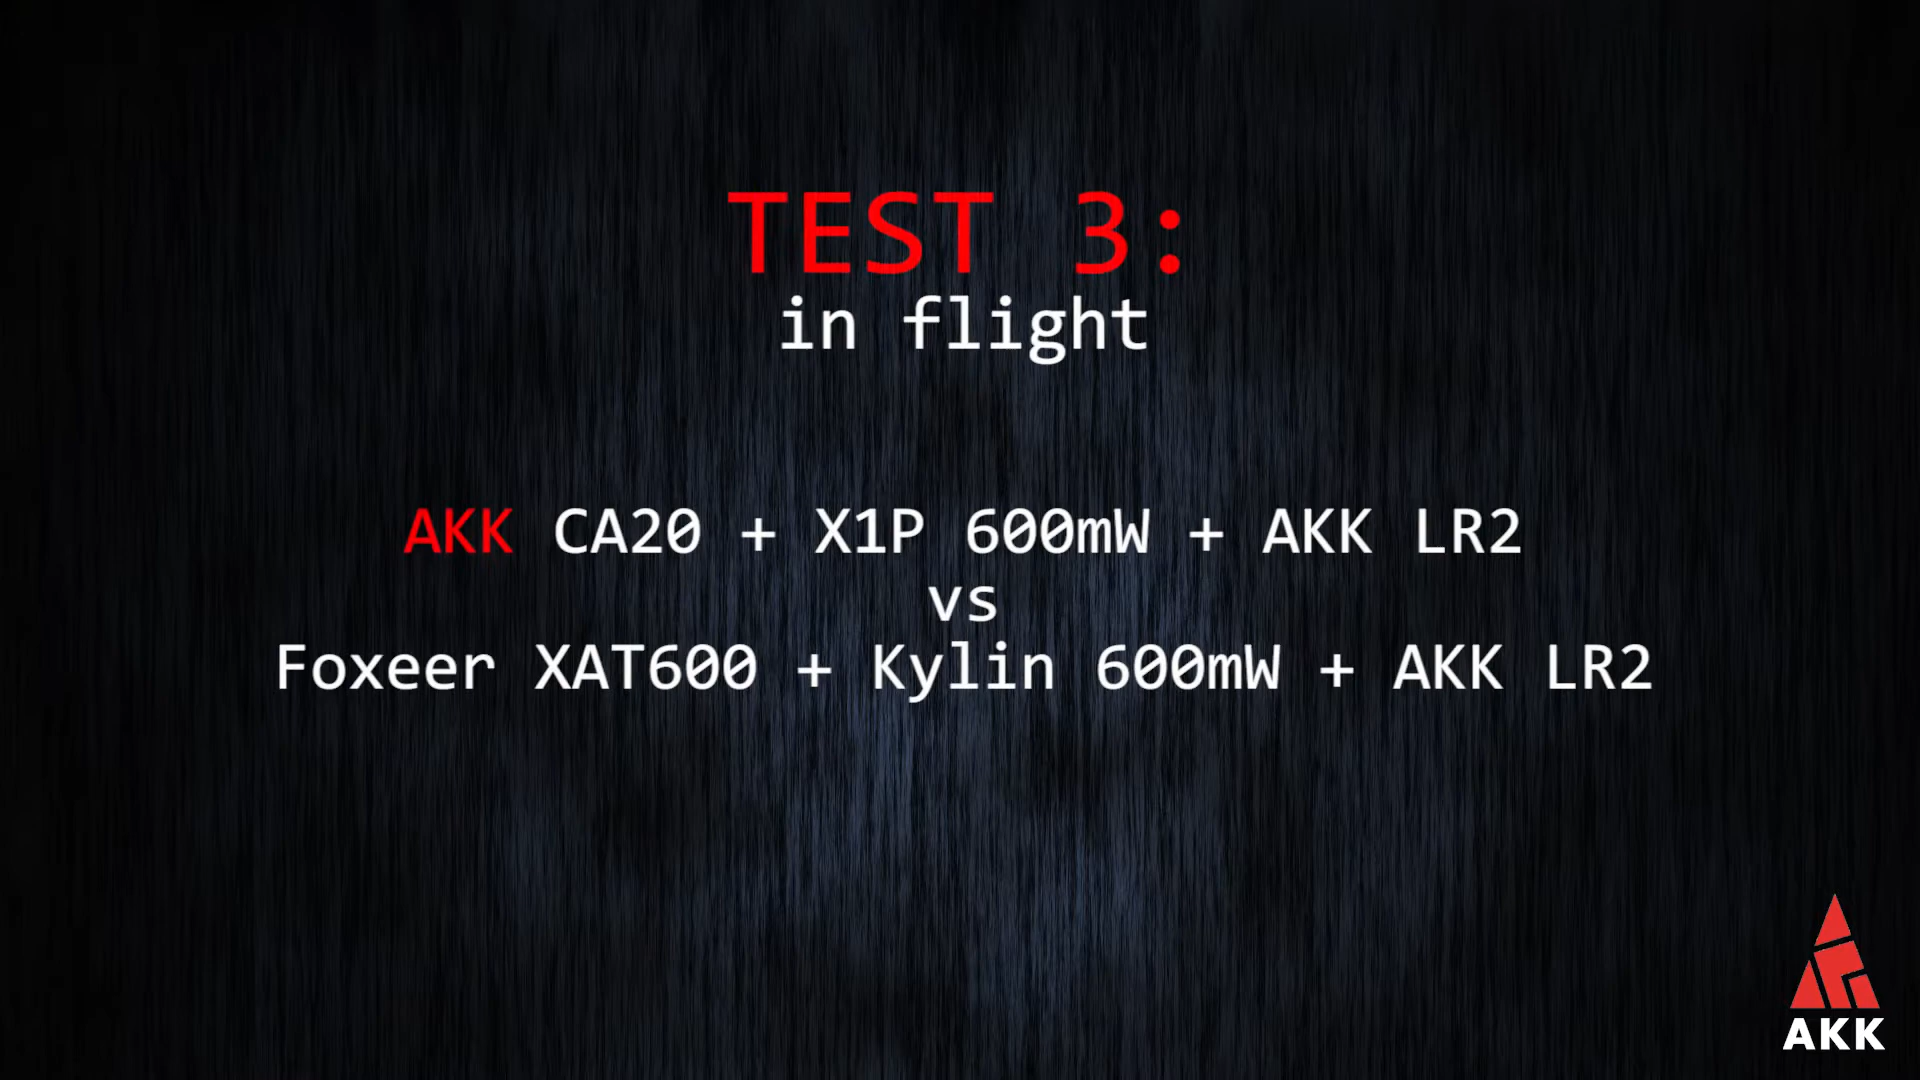 TEST 3:
in flight
AKK CA20 + X1P 600mW + AKK LR2
vs
Foxeer XAT600 + Kylin 600mW + AKK LR2
AKK